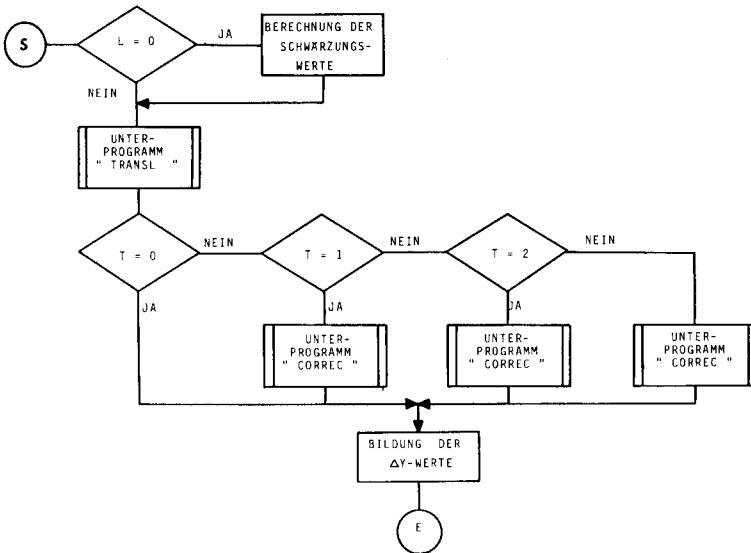 S
L = 0
JA
BERECHNUNG DER
SCHWÄRZUNGS-
WERTE
NEIN
UNTER-
PROGRAMM
" TRANSL "
T = 0
NEIN
T = 1
NEIN
T = 2
NEIN
JA
JA
JA
UNTER-
PROGRAMM
" CORREC "
UNTER-
PROGRAMM
" CORREC "
UNTER-
PROGRAMM
" CORREC "
BILDUNG DER
ΔY-WERTE
E